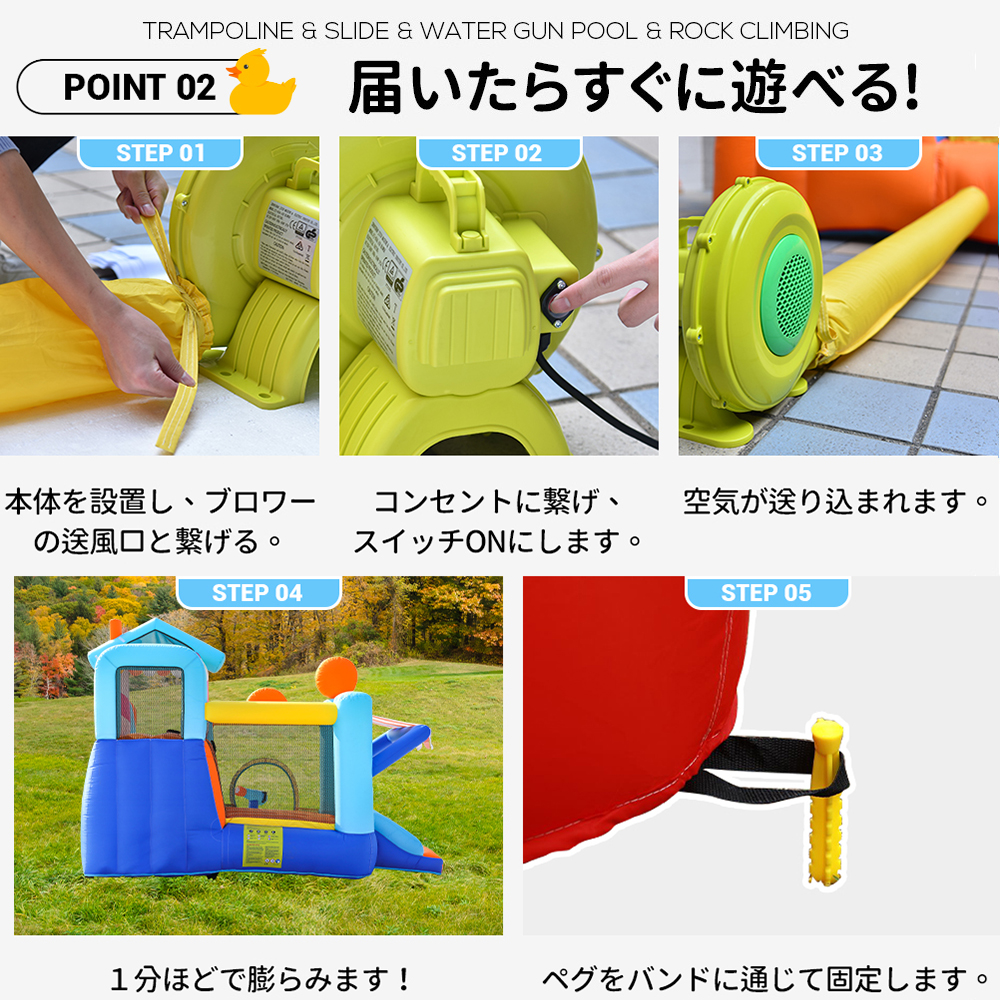 TRAMPOLINE & SLIDE & WATER GUN POOL & ROCK CLIMBING
POINT 02
届いたらすぐに遊べる!
STEP 01
STEP 02
STEP 03
本体を設置し、ブロワー
の送風口と繋げる。
コンセントに繋げ、
スイッチONにします。
空気が送り込まれます。
STEP 04
STEP 05
１分ほどで膨らみます！
ペグをバンドに通じて固定します。